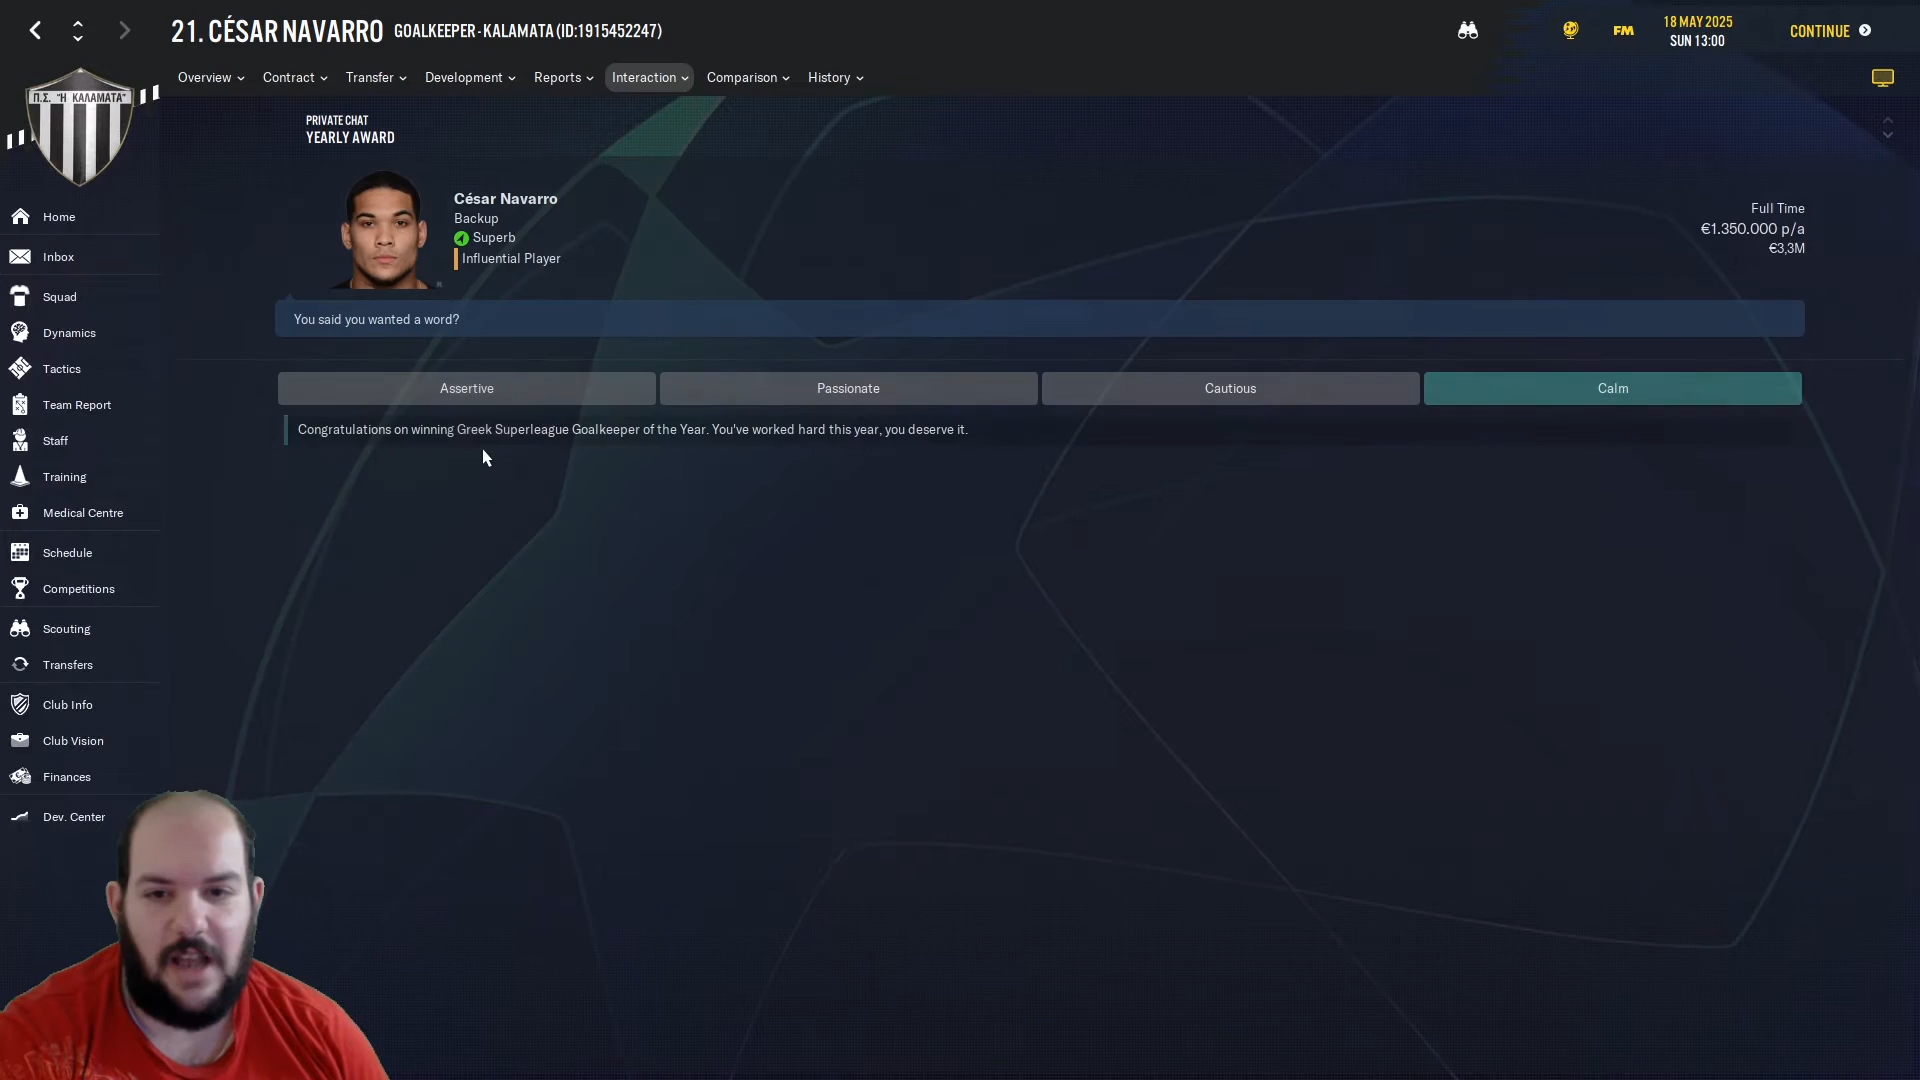 21. CÉSAR NAVARRO GOALKEEPER - KALAMATA (ID:1915452247)
18 MAY 2025
SUN 13:00
FM
CONTINUE
Overview Contract Transfer Development Reports Interaction Comparison History
Π.Σ. "Η ΚΑΛΑΜΑΤΑ"
PRIVATE CHAT
YEARLY AWARD
César Navarro
Backup
Superb
Influential Player
Full Time
€1.350.000 p/a
€3,3M
You said you wanted a word?
Assertive Passionate Cautious Calm
Congratulations on winning Greek Superleague Goalkeeper of the Year. You've worked hard this year, you deserve it.
Home
Inbox
Squad
Dynamics
Tactics
Team Report
Staff
Training
Medical Centre
Schedule
Competitions
Scouting
Transfers
Club Info
Club Vision
Finances
Dev. Center